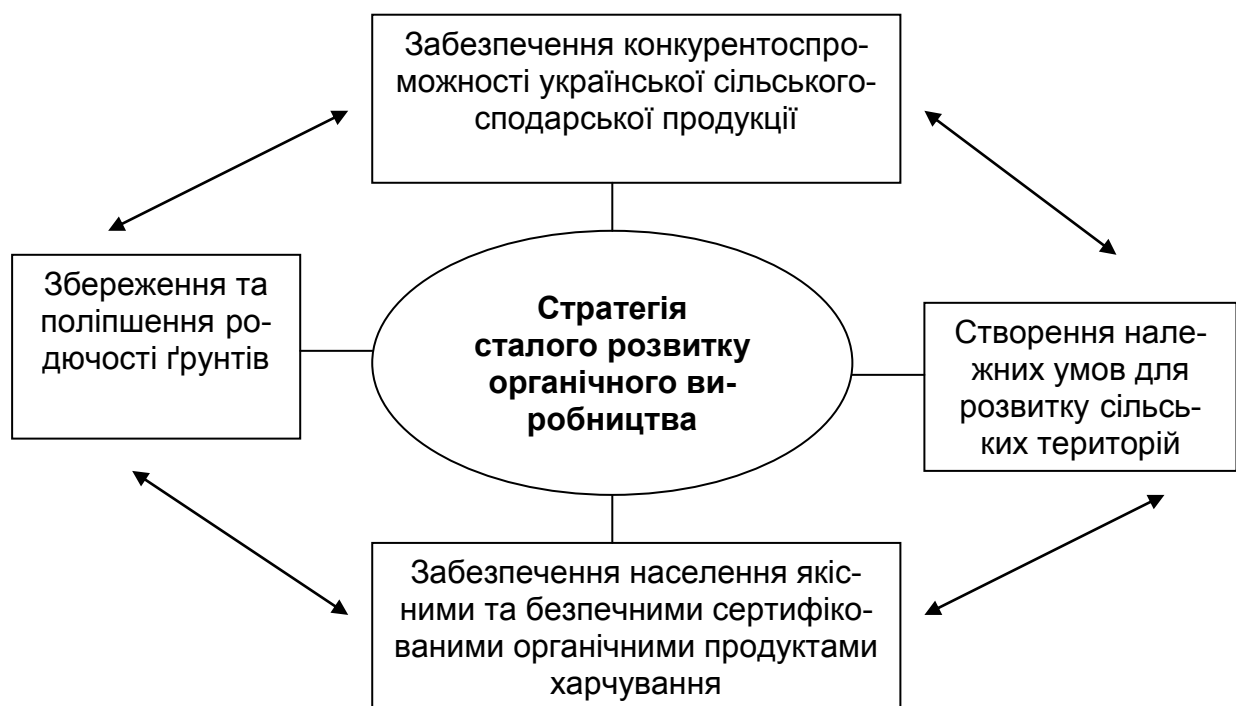 Забезпечення конкурентоспро-
можності української сільського-
сподарської продукції
Збереження та
поліпшення ро-
дючості ґрунтів
Стратегія
сталого розвитку
органічного ви-
робництва
Створення нале-
жних умов для
розвитку сільсь-
ких територій
Забезпечення населення якіс-
ними та безпечними сертифіко-
ваними органічними продуктами
харчування